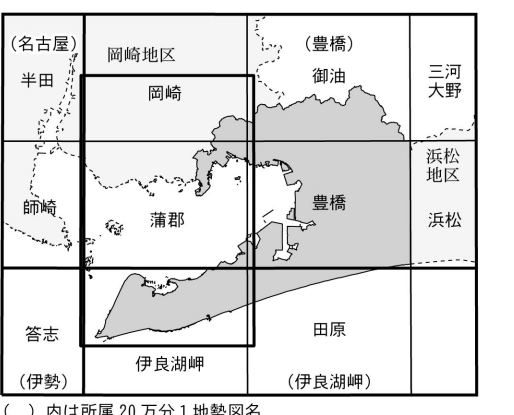 (名古屋)
半田
岡崎地区
岡崎
(豊橋)
御油
三河
大野
師崎
蒲郡
豊橋
浜松
地区
浜松
答志
(伊勢)
伊良湖岬
田原
(伊良湖岬)
( ) 内は所属 20 万分 1 地勢図名